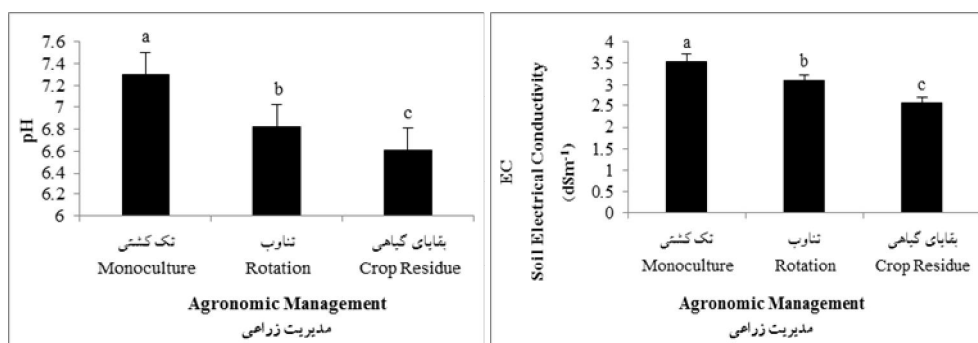 pH
7.6
7.4
7.2
7
6.8
6.6
6.4
6.2
6
a
b
c
تک کشتی
تناوب
بقایای گیاهی
Monoculture
Rotation
Crop Residue
Agronomic Management
مدیریت زراعی
EC
Soil Electrical Conductivity
(dSm⁻¹)
4
3.5
3
2.5
2
1.5
1
0.5
0
a
b
c
تک کشتی
تناوب
بقایای گیاهی
Monoculture
Rotation
Crop Residue
Agronomic Management
مدیریت زراعی